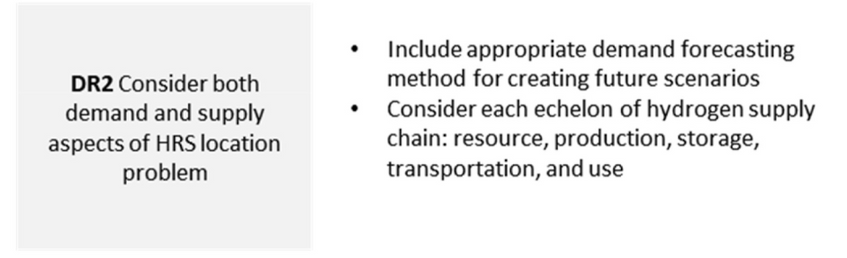 DR2 Consider both
demand and supply
aspects of HRS location
problem
• Include appropriate demand forecasting
method for creating future scenarios
• Consider each echelon of hydrogen supply
chain: resource, production, storage,
transportation, and use